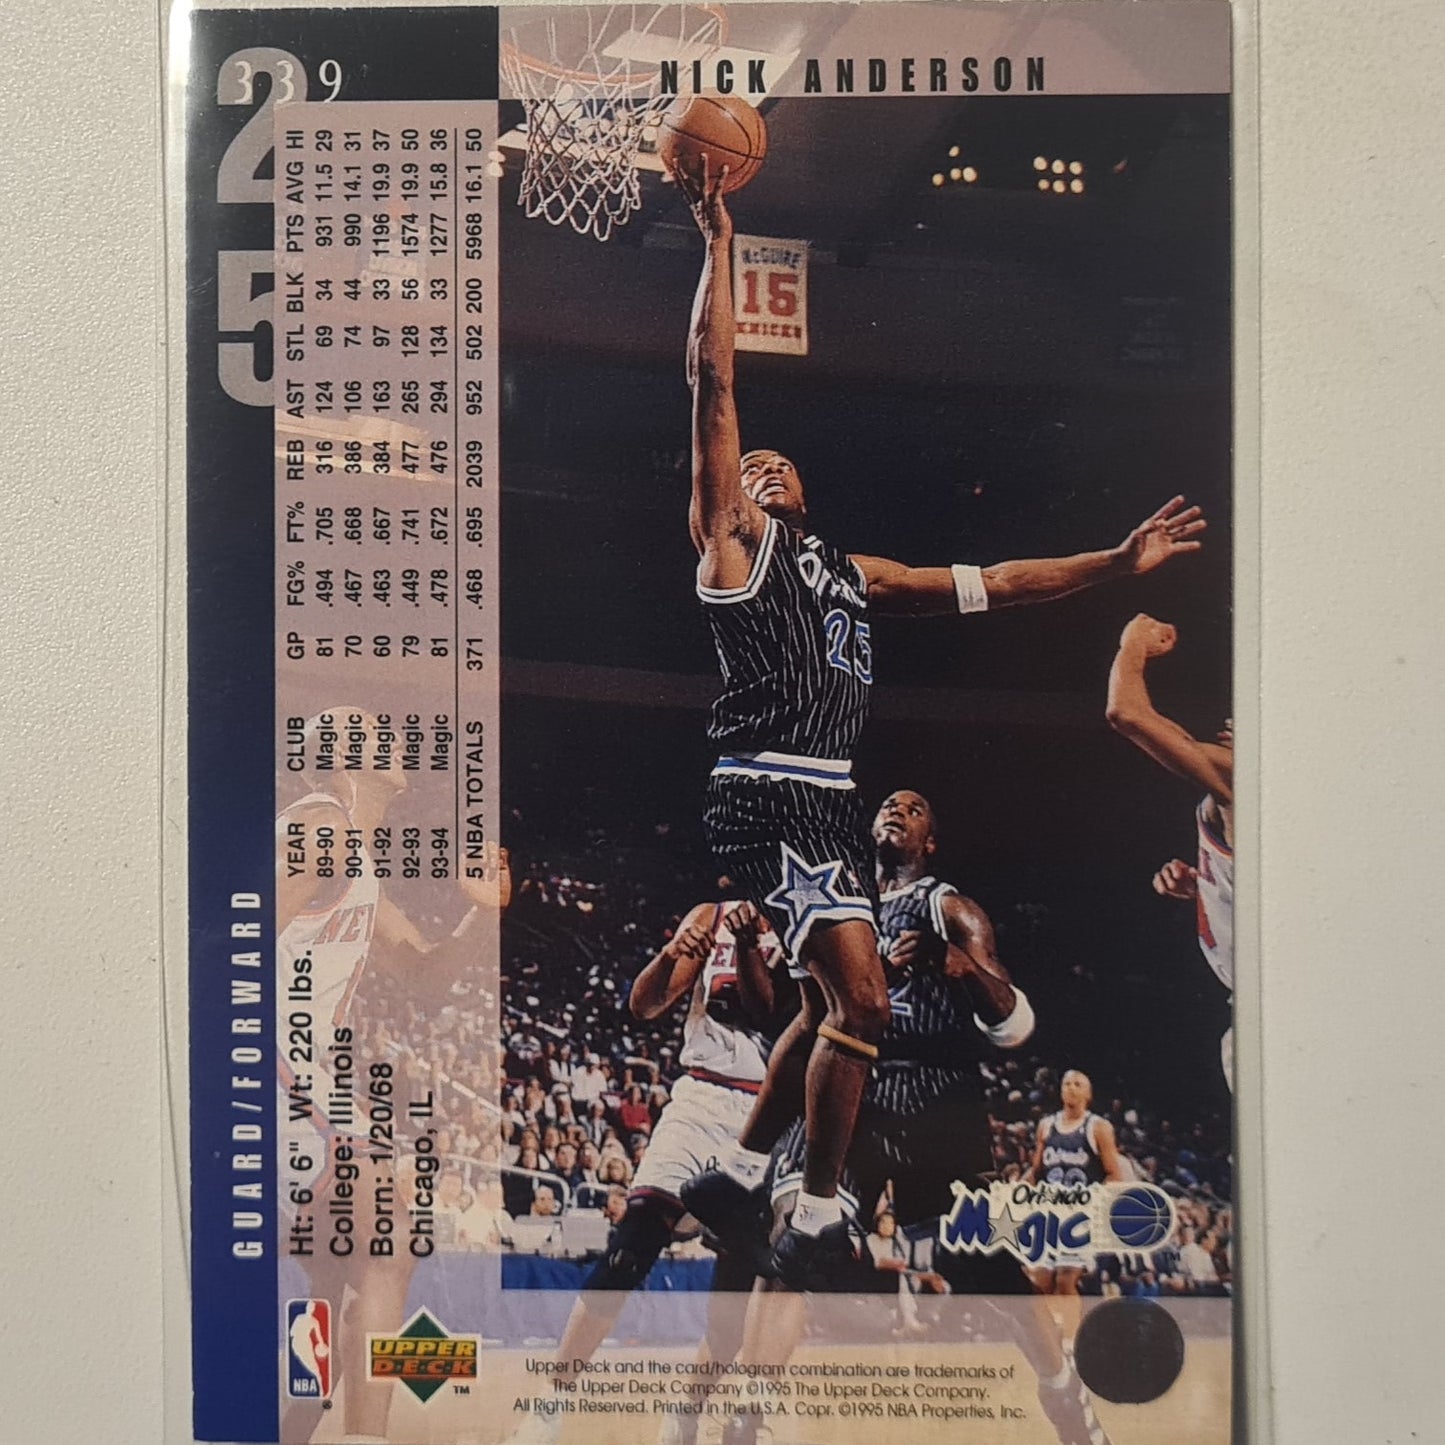 339
25
NICK ANDERSON
GUARD/FORWARD
Ht: 6' 6" Wt: 220 lbs.
College: Illinois
Born: 1/20/68
Chicago, IL
YEAR CLUB GP FG% FT% REB AST STL BLK PTS AVG HI
89-90 Magic 81 .494 .705 316 124 69 34 931 11.5 29
90-91 Magic 70 .467 .668 386 106 74 44 990 14.1 31
91-92 Magic 60 .463 .667 384 163 97 33 1196 19.9 37
92-93 Magic 79 .449 .741 477 265 128 56 1574 19.9 50
93-94 Magic 81 .478 .672 476 294 134 33 1277 15.8 36
5 NBA TOTALS 371 .468 .695 2039 952 502 200 5968 16.1 50
McGUIRE
15
KNICKS
Orlando
25
NEW
2
Orlando
Magic
TM
NBA
®
UPPER
DECK
TM
Upper Deck and the card/hologram combination are trademarks of
The Upper Deck Company ©1995 The Upper Deck Company.
All Rights Reserved. Printed in the U.S.A. Copr. ©1995 NBA Properties, Inc.